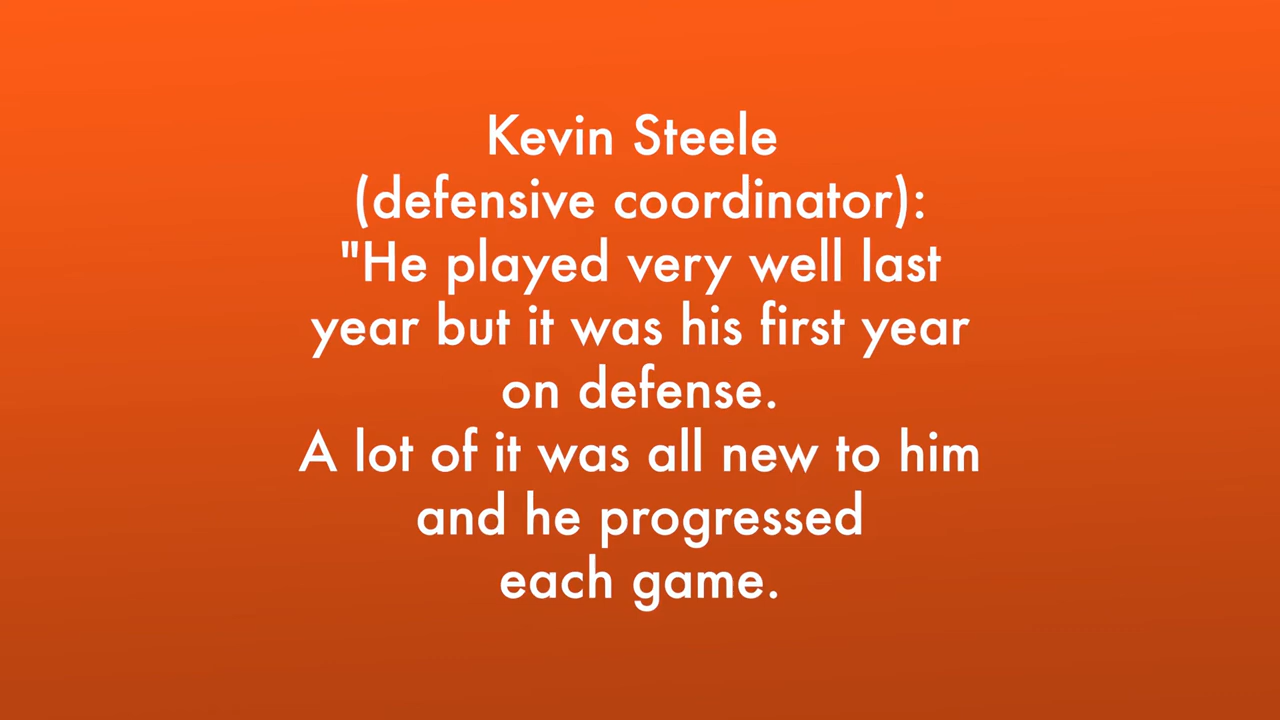 Kevin Steele
(defensive coordinator):
"He played very well last
year but it was his first year
on defense.
A lot of it was all new to him
and he progressed
each game.